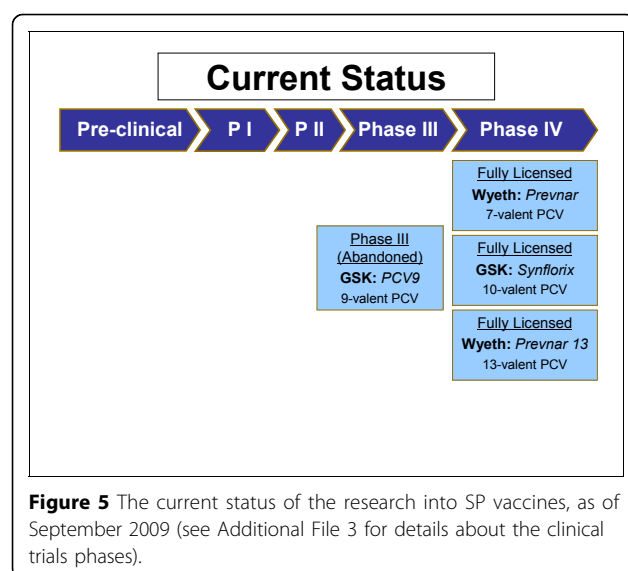 Current Status
Pre-clinical
P I
P II
Phase III
Phase IV
Fully Licensed
Wyeth: Prevnar
7-valent PCV
Phase III
(Abandoned)
GSK: PCV9
9-valent PCV
Fully Licensed
GSK: Synflorix
10-valent PCV
Fully Licensed
Wyeth: Prevnar 13
13-valent PCV
Figure 5 The current status of the research into SP vaccines, as of
September 2009 (see Additional File 3 for details about the clinical
trials phases).